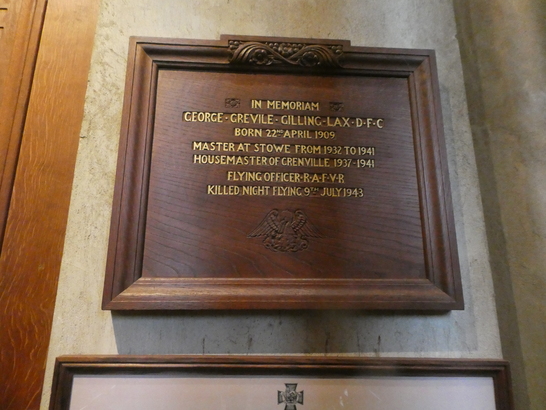 IN MEMORIAM
GEORGE·GREVILE·GILLING-LAX·D·F·C
BORN 22ND APRIL 1909
MASTER AT STOWE FROM 1932 TO 1941
HOUSEMASTER OF GRENVILLE 1937-1941
FLYING OFFICER·R·A·F·V·R
KILLED NIGHT FLYING 9TH JULY 1943